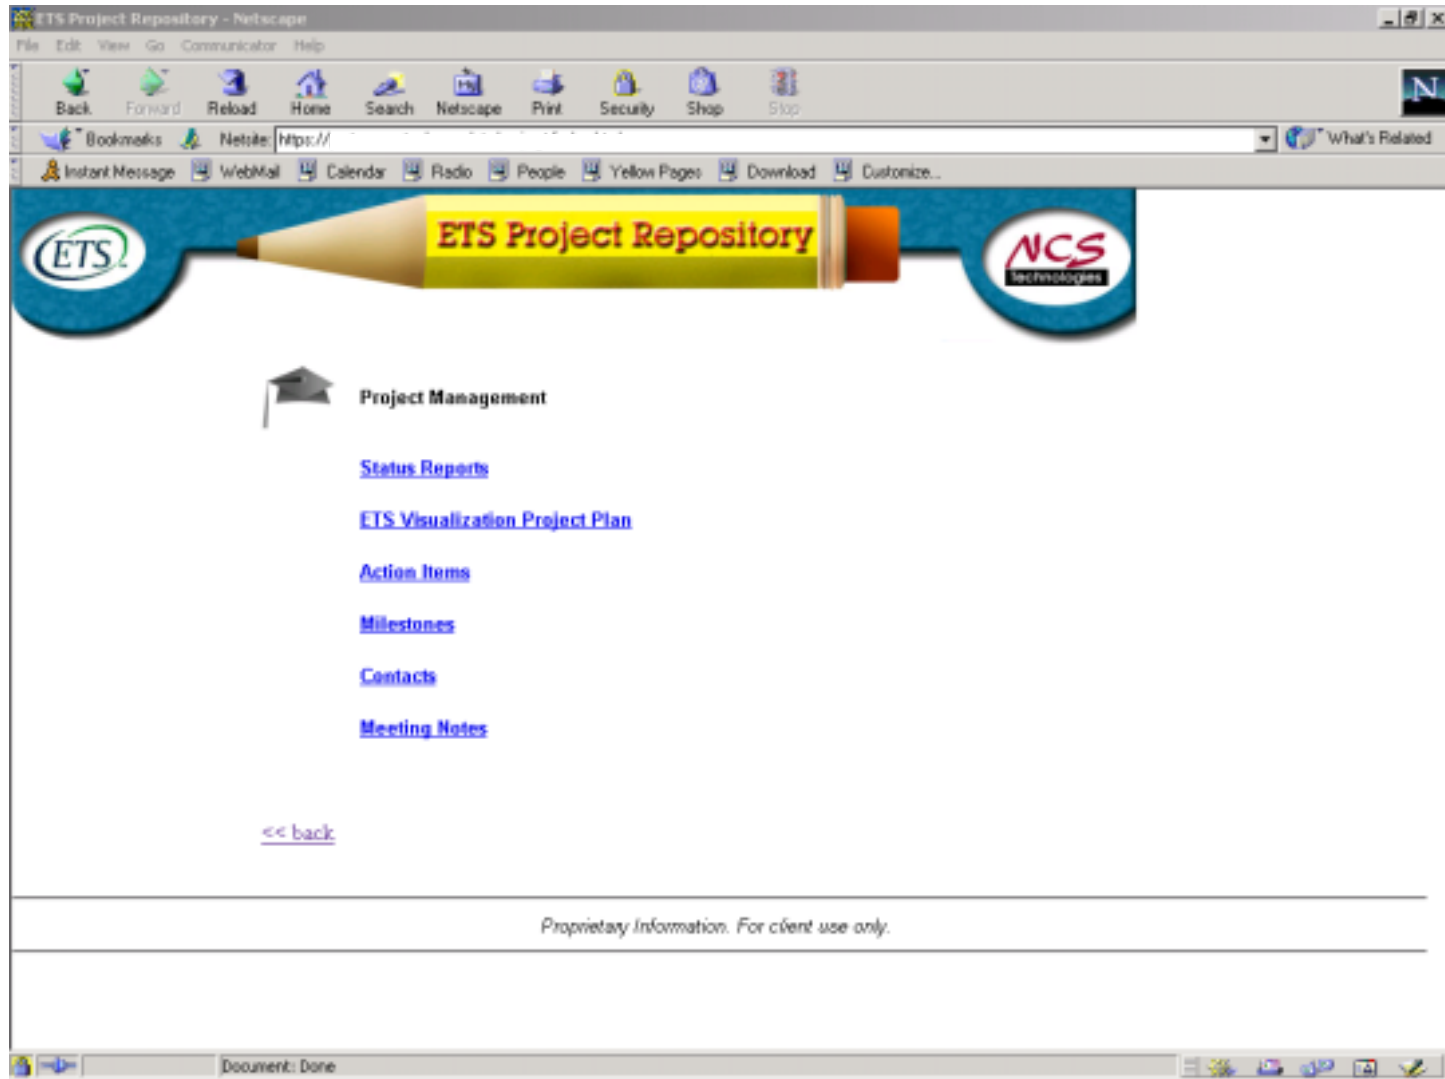 ETS Project Repository - Netscape
File Edit View Go Communicator Help
Back Forward Reload Home Search Netscape Print Security Shop Stop
N
Bookmarks Netsite: https:// What's Related
Instant Message WebMail Calendar Radio People Yellow Pages Download Customize...
ETS
ETS Project Repository
NCS
Technologies
Project Management
Status Reports
ETS Visualization Project Plan
Action Items
Milestones
Contacts
Meeting Notes
<< back
Proprietary Information. For client use only.
Document: Done